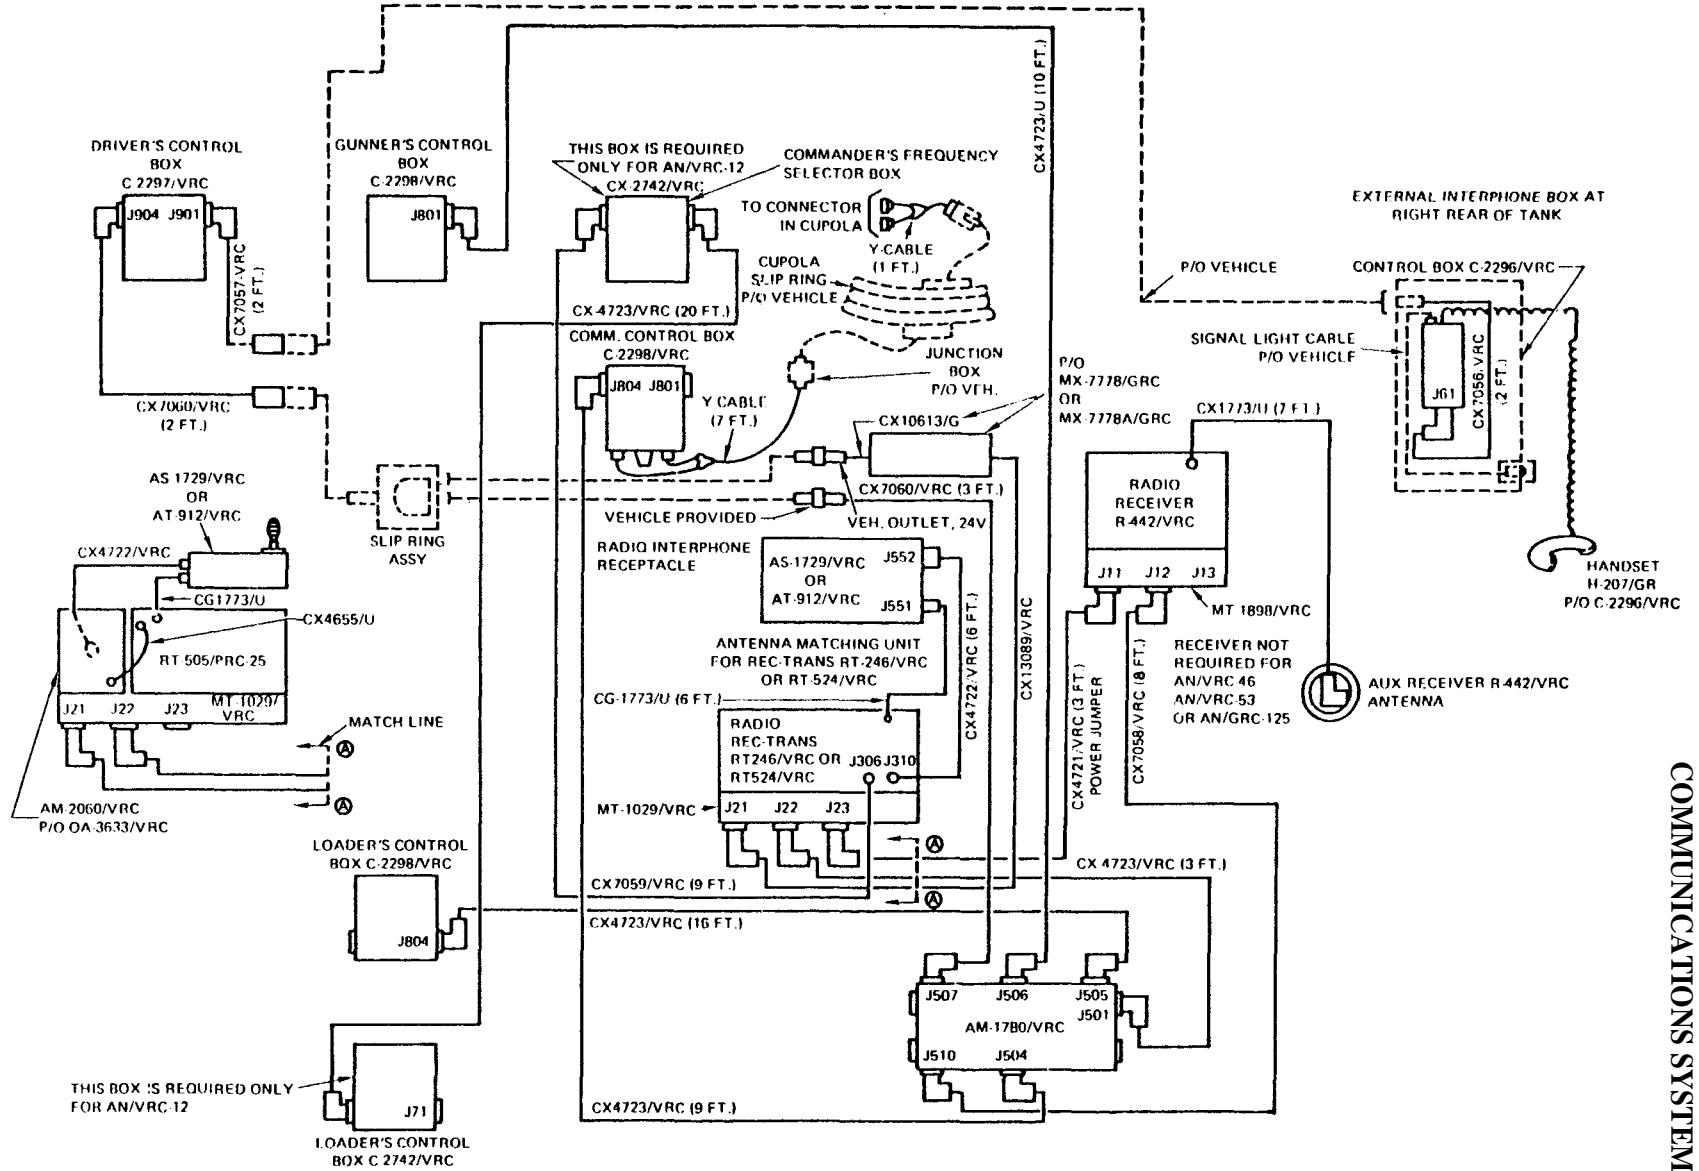 CX4723/U (10 FT.)
DRIVER'S CONTROL
BOX
C 2297/VRC
J904 J901
CX7057-VRC
(2 FT.)
CX7060/VRC
(2 FT.)
GUNNER'S CONTROL
BOX
C-2298/VRC
J801
THIS BOX IS REQUIRED
ONLY FOR AN/VRC-12
CX-2742/VRC
COMMANDER'S FREQUENCY
SELECTOR BOX
TO CONNECTOR
IN CUPOLA
Y-CABLE
(1 FT.)
CUPOLA
SLIP RING
P/O VEHICLE
CX-4723/VRC (20 FT.)
COMM. CONTROL BOX
C-2298/VRC
J804 J801
Y CABLE
(7 FT.)
JUNCTION
BOX
P/O VEH.
P/O
MX-7778/GRC
OR
MX-7778A/GRC
CX10613/G
CX7060/VRC (3 FT.)
VEHICLE PROVIDED
VEH. OUTLET, 24V
SLIP RING
ASSY
EXTERNAL INTERPHONE BOX AT
RIGHT REAR OF TANK
P/O VEHICLE
CONTROL BOX C-2296/VRC
SIGNAL LIGHT CABLE
P/O VEHICLE
J61
CX7056/VRC
(2 FT.)
CX1773/U (7 FT.)
RADIO
RECEIVER
R-442/VRC
J11 J12 J13
MT 1898/VRC
HANDSET
H-207/GR
P/O C-2296/VRC
RECEIVER NOT
REQUIRED FOR
AN/VRC-46
AN/VRC-53
OR AN/GRC-125
AUX RECEIVER R-442/VRC
ANTENNA
AS 1729/VRC
OR
AT-912/VRC
CX4722/VRC
CG1773/U
CX4655/U
RT-505/PRC-25
MT-1029/
VRC
J21 J22 J23
MATCH LINE
A
A
AM-2060/VRC
P/O OA-3633/VRC
RADIO INTERPHONE
RECEPTACLE
AS-1729/VRC
OR
AT-912/VRC
J552
J551
ANTENNA MATCHING UNIT
FOR REC-TRANS RT-246/VRC
OR RT-524/VRC
CG-1773/U (6 FT.)
CX4722/VRC (6 FT.)
CX13089/VRC
CX4721/VRC (3 FT.)
POWER JUMPER
CX7058/VRC (8 FT.)
RADIO
REC-TRANS
RT246/VRC OR
RT524/VRC
J306 J310
MT-1029/VRC
J21 J22 J23
A
A
CX7059/VRC (9 FT.)
CX 4723/VRC (3 FT.)
CX4723/VRC (16 FT.)
LOADER'S CONTROL
BOX C-2298/VRC
J804
J507 J506 J505
J501
AM-1780/VRC
J510 J504
CX4723/VRC (9 FT.)
THIS BOX IS REQUIRED ONLY
FOR AN/VRC-12
J71
LOADER'S CONTROL
BOX C 2742/VRC
COMMUNICATIONS SYSTEM